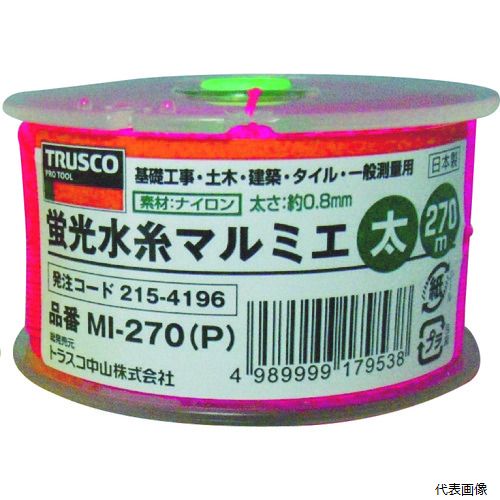 TRUSCO
PRO TOOL
基礎工事・土木・建築・タイル・一般測量用
日本製
素材:ナイロン 太さ:約0.8mm
蛍光水糸マルミエ 太 270m
発注コード 215-4196
品番 MI-270(P)
総発売元
トラスコ中山株式会社
4 989999 179538
紙
プラ
代表画像